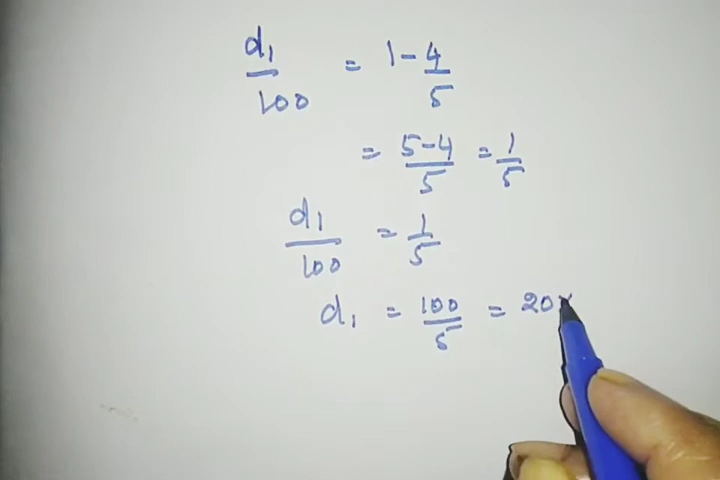 d₁/100 = 1 - 4/5
= (5-4)/5 = 1/5
d₁/100 = 1/5
d₁ = 100/5 = 20